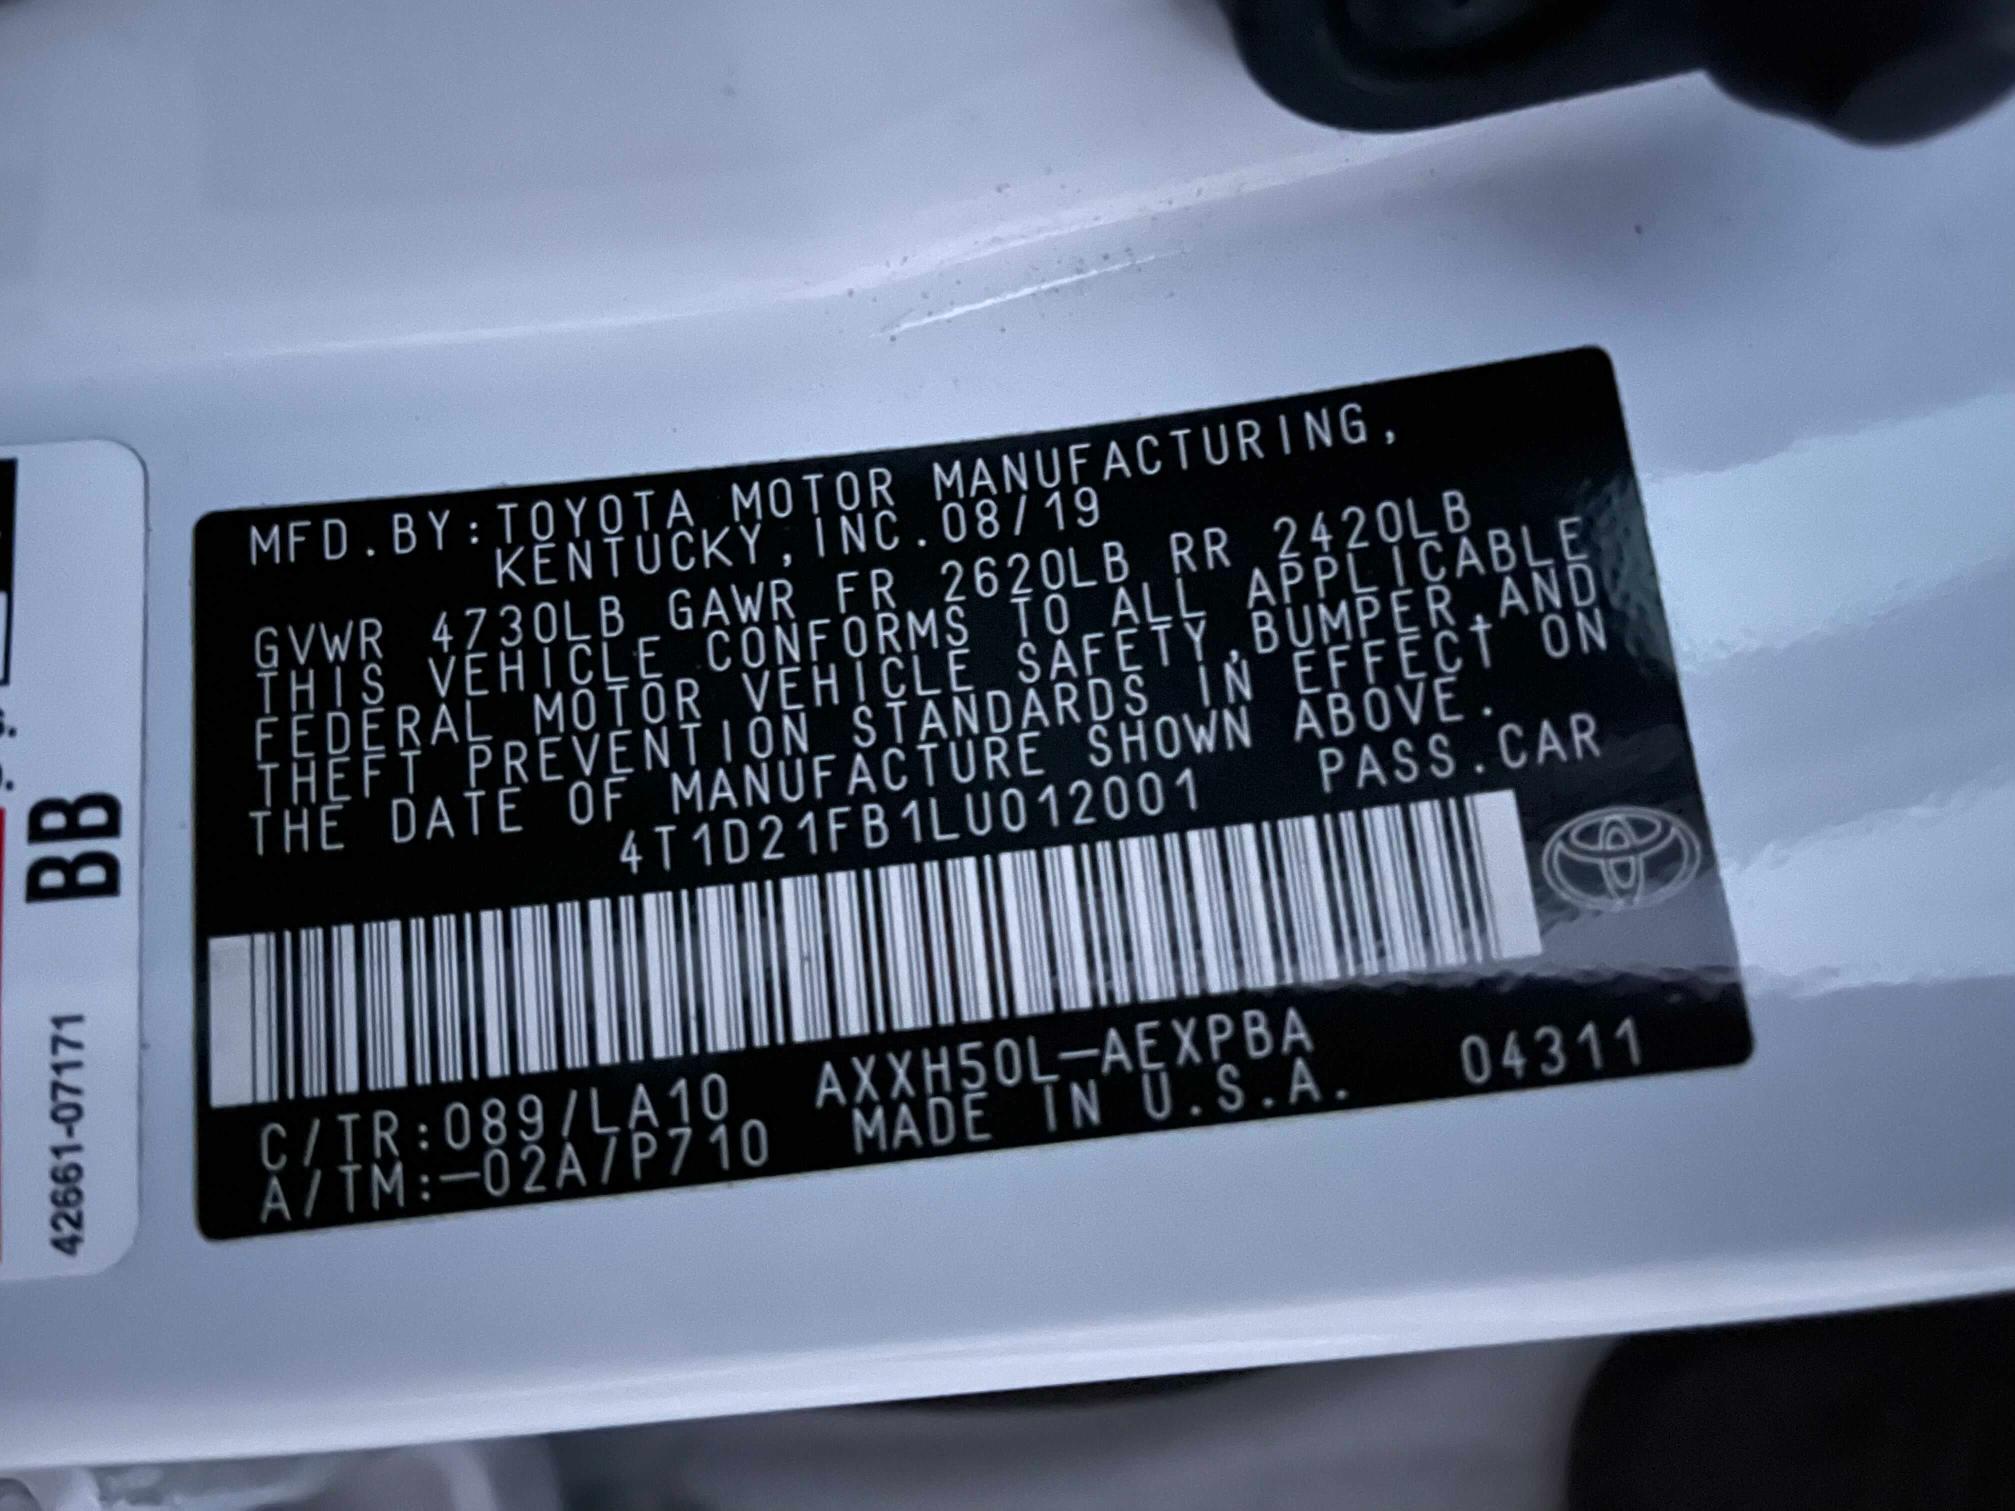 MFD.BY:TOYOTA MOTOR MANUFACTURING,
KENTUCKY,INC.08/19
GVWR 4730LB GAWR FR 2620LB RR 2420LB
THIS VEHICLE CONFORMS TO ALL APPLICABLE
FEDERAL MOTOR VEHICLE SAFETY,BUMPER,AND
THEFT PREVENTION STANDARDS IN EFFECT ON
THE DATE OF MANUFACTURE SHOWN ABOVE.
4T1D21FB1LU012001 PASS.CAR
C/TR:089/LA10 AXXH50L—AEXPBA 04311
A/TM:—02A/P710 MADE IN U.S.A.
BB
42661-07171